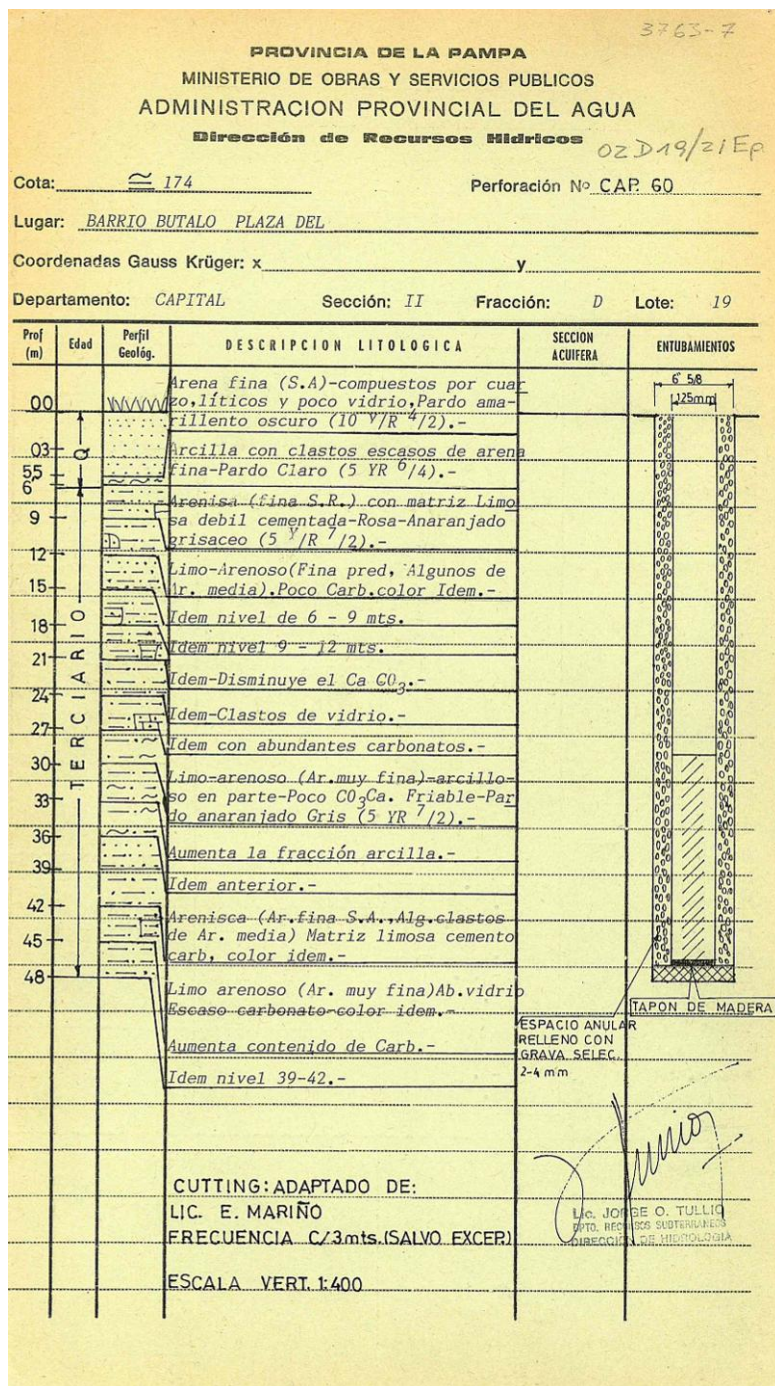 3763-7
PROVINCIA DE LA PAMPA
MINISTERIO DE OBRAS Y SERVICIOS PUBLICOS
ADMINISTRACION PROVINCIAL DEL AGUA
Dirección de Recursos Hidricos
02D19/21Ep
Cota: ≅ 174 Perforación Nº CAP. 60
Lugar: BARRIO BUTALO PLAZA DEL
Coordenadas Gauss Krüger: x y
Departamento: CAPITAL Sección: II Fracción: D Lote: 19
Prof (m) Edad Perfil Geológ. DESCRIPCION LITOLOGICA SECCION ACUIFERA ENTUBAMIENTOS
6" 5/8
125mm
00
03
55
6
9
12
15
18
21
24
27
30
33
36
39
42
45
48
Q
TERCIARIO
Arena fina (S.A)-compuestos por cuar
zo,líticos y poco vidrio,Pardo ama-
rillento oscuro (10 Y/R 4/2).-
Arcilla con clastos escasos de arena
fina-Pardo Claro (5 YR 6/4).-
Arenisa (fina S.R.) con matriz Limo
sa debil cementada-Rosa-Anaranjado
grisaceo (5 Y/R 7/2).-
Limo-Arenoso(Fina pred, Algunos de
Ar. media).Poco Carb.color Idem.-
Idem nivel de 6 - 9 mts.
Idem nivel 9 - 12 mts.
Idem-Disminuye el Ca CO3.-
Idem-Clastos de vidrio.-
Idem con abundantes carbonatos.-
Limo-arenoso (Ar.muy fina)-arcillo-
so en parte-Poco CO3Ca. Friable-Par
do anaranjado Gris (5 YR 7/2).-
Aumenta la fracción arcilla.-
Idem anterior.-
Arenisca (Ar.fina S.A.,Alg.clastos
de Ar. media) Matriz limosa cemento
carb, color idem.-
Limo arenoso (Ar. muy fina)Ab.vidrio
Escaso carbonato-color idem.-
Aumenta contenido de Carb.-
Idem nivel 39-42.-
TAPON DE MADERA
ESPACIO ANULAR
RELLENO CON
GRAVA SELEC.
2-4 mm
CUTTING: ADAPTADO DE:
LIC. E. MARIÑO
FRECUENCIA C/3mts.(SALVO EXCEP.)
ESCALA VERT. 1:400
Lic. JORGE O. TULLIO
DPTO. RECURSOS SUBTERRANEOS
DIRECCION DE HIDROLOGIA